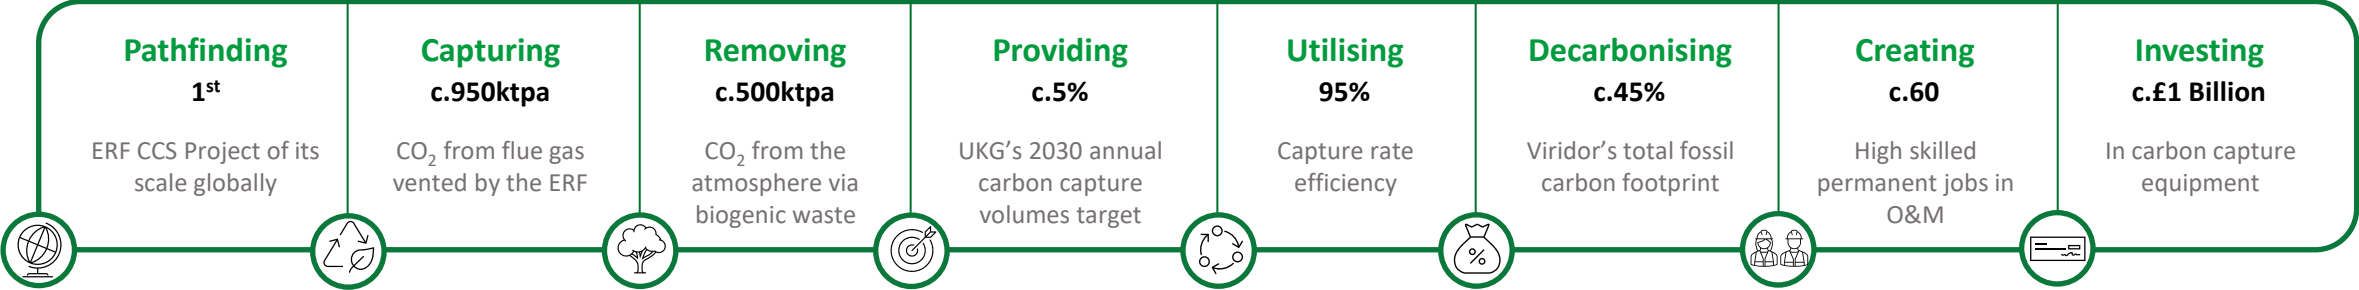 Pathfinding
1st
ERF CCS Project of its
scale globally
Capturing
c.950ktpa
CO2 from flue gas
vented by the ERF
Removing
c.500ktpa
CO2 from the
atmosphere via
biogenic waste
Providing
c.5%
UKG's 2030 annual
carbon capture
volumes target
Utilising
95%
Capture rate
efficiency
Decarbonising
c.45%
Viridor's total fossil
carbon footprint
Creating
c.60
High skilled
permanent jobs in
O&M
Investing
c.£1 Billion
In carbon capture
equipment
%